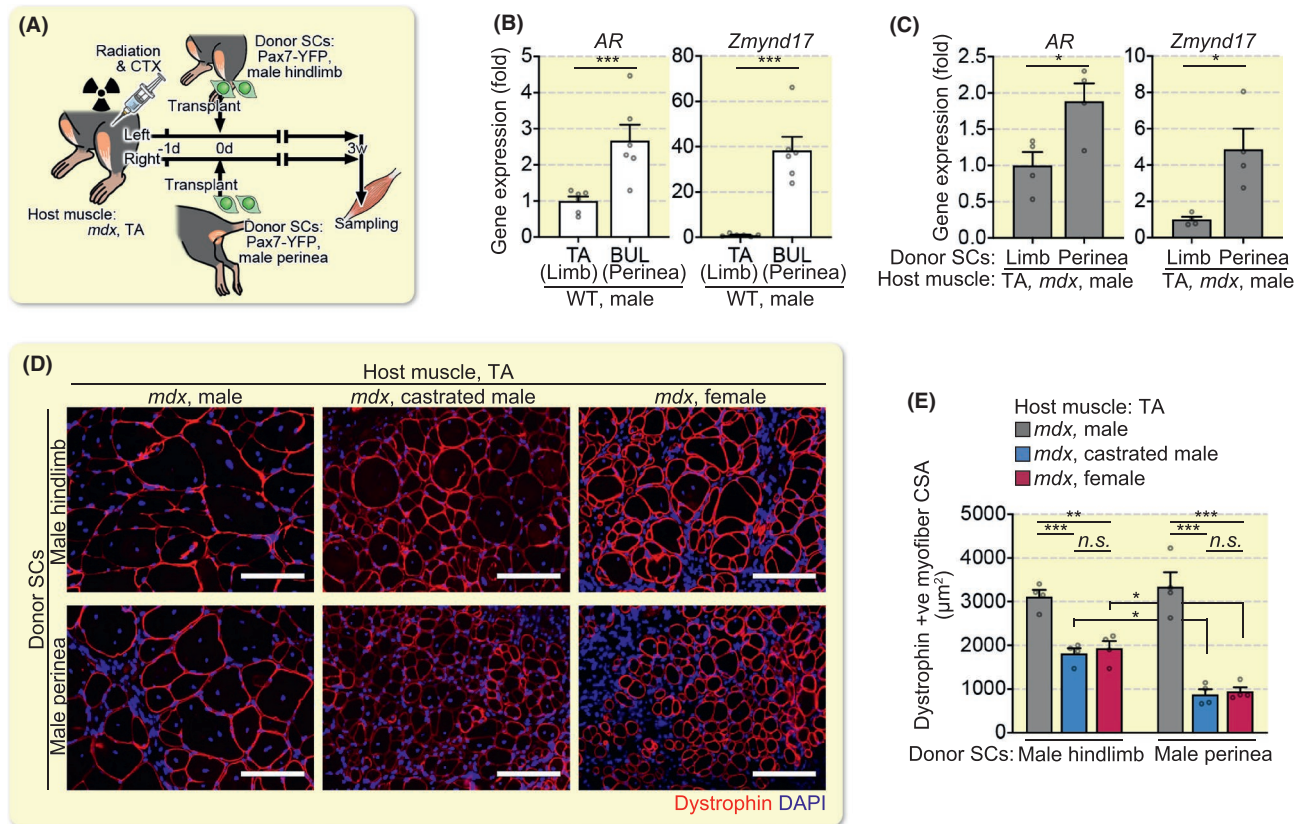 (A)
Radiation
& CTX
Donor SCs:
Pax7-YFP,
male hindlimb
Transplant
Left
-1d
0d
3w
Right
Transplant
Host muscle:
mdx, TA
Donor SCs:
Pax7-YFP,
male perinea
Sampling
(B)
Gene expression (fold)
AR
***
5
4
3
2
1
0
TA BUL
(Limb) (Perinea)
WT, male
Zmynd17
***
80
60
40
20
0
TA BUL
(Limb) (Perinea)
WT, male
(C)
Gene expression (fold)
AR
*
2.5
2.0
1.5
1.0
0.5
0.0
Zmynd17
*
10
8
6
4
2
0
Donor SCs: Limb Perinea Limb Perinea
Host muscle: TA, mdx, male TA, mdx, male
(D)
Host muscle, TA
mdx, male mdx, castrated male mdx, female
Donor SCs
Male hindlimb
Male perinea
Dystrophin DAPI
(E)
Host muscle: TA
mdx, male
mdx, castrated male
mdx, female
Dystrophin +ve myofiber CSA
(µm²)
5000
4000
3000
2000
1000
0
** ***
*** ***
n.s. n.s.
*
*
Donor SCs: Male hindlimb Male perinea